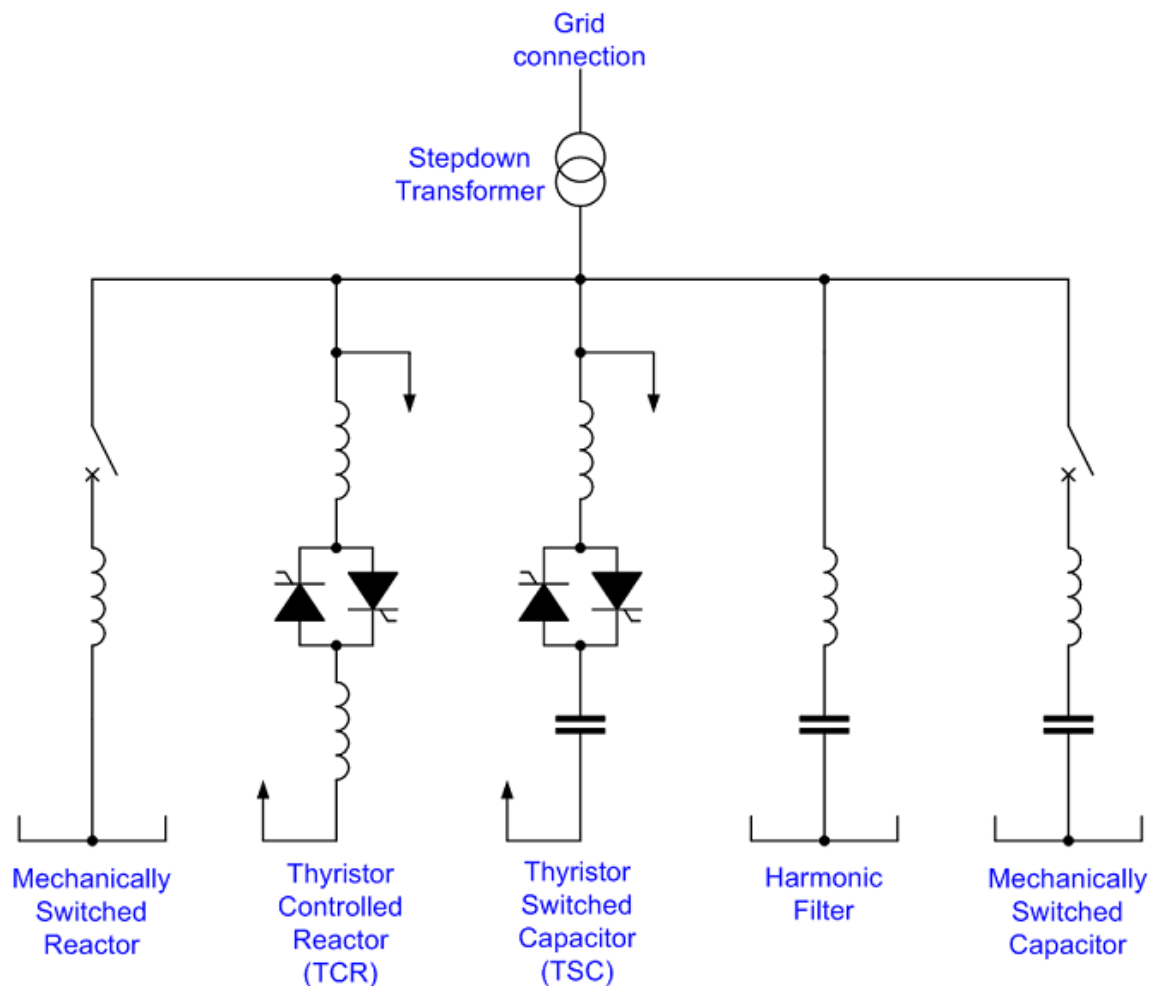 Grid
connection
Stepdown
Transformer
Mechanically
Switched
Reactor
Thyristor
Controlled
Reactor
(TCR)
Thyristor
Switched
Capacitor
(TSC)
Harmonic
Filter
Mechanically
Switched
Capacitor